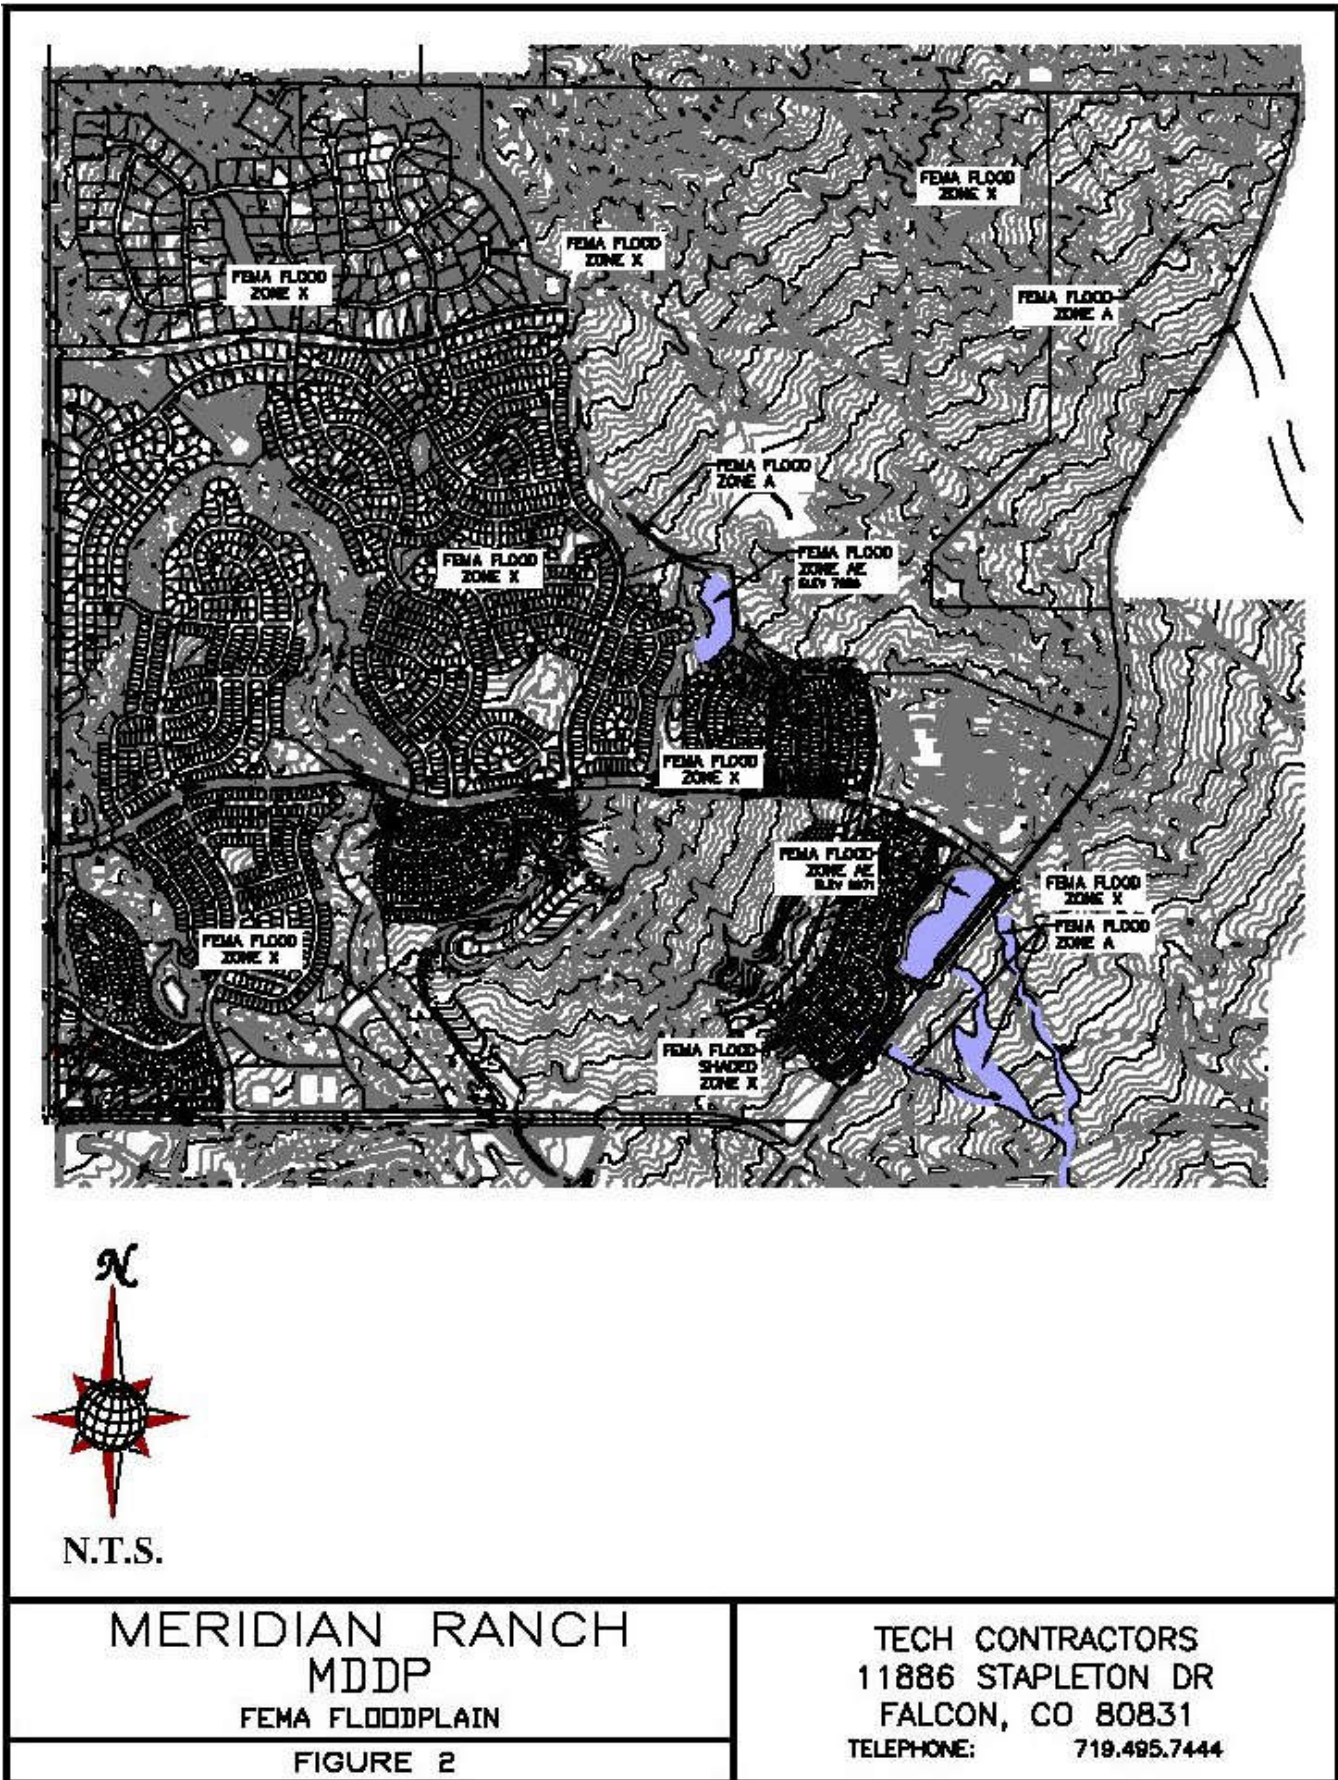 FEMA FLOOD
ZONE X
FEMA FLOOD
ZONE X
FEMA FLOOD
ZONE X
FEMA FLOOD
ZONE A
FEMA FLOOD
ZONE A
FEMA FLOOD
ZONE X
FEMA FLOOD
ZONE AE
ELEV
FEMA FLOOD
ZONE X
FEMA FLOOD
ZONE AE
ELEV
FEMA FLOOD
ZONE X
FEMA FLOOD
ZONE A
FEMA FLOOD
ZONE X
FEMA FLOOD
SHADED
ZONE X
N
N.T.S.
MERIDIAN RANCH
MDDP
FEMA FLOODPLAIN
FIGURE 2
TECH CONTRACTORS
11886 STAPLETON DR
FALCON, CO 80831
TELEPHONE: 719.495.7444